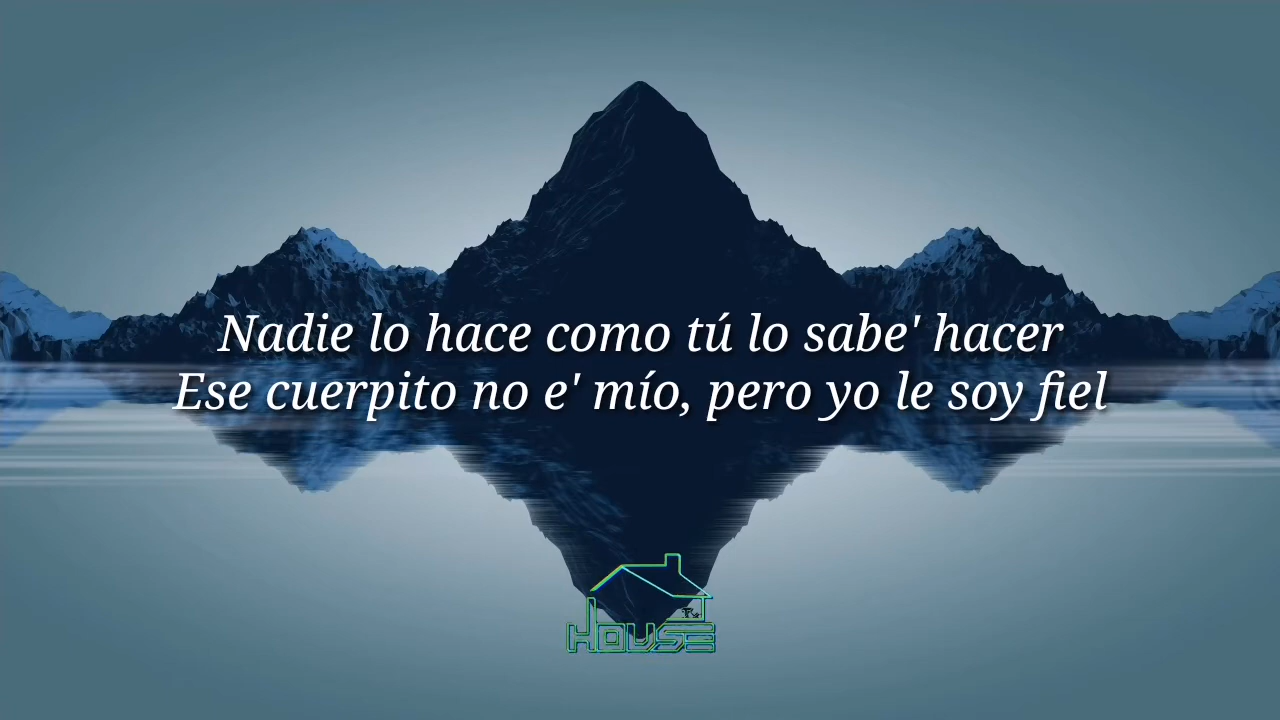 Nadie lo hace como tú lo sabe' hacer
Ese cuerpito no e' mío, pero yo le soy fiel
HOUSE